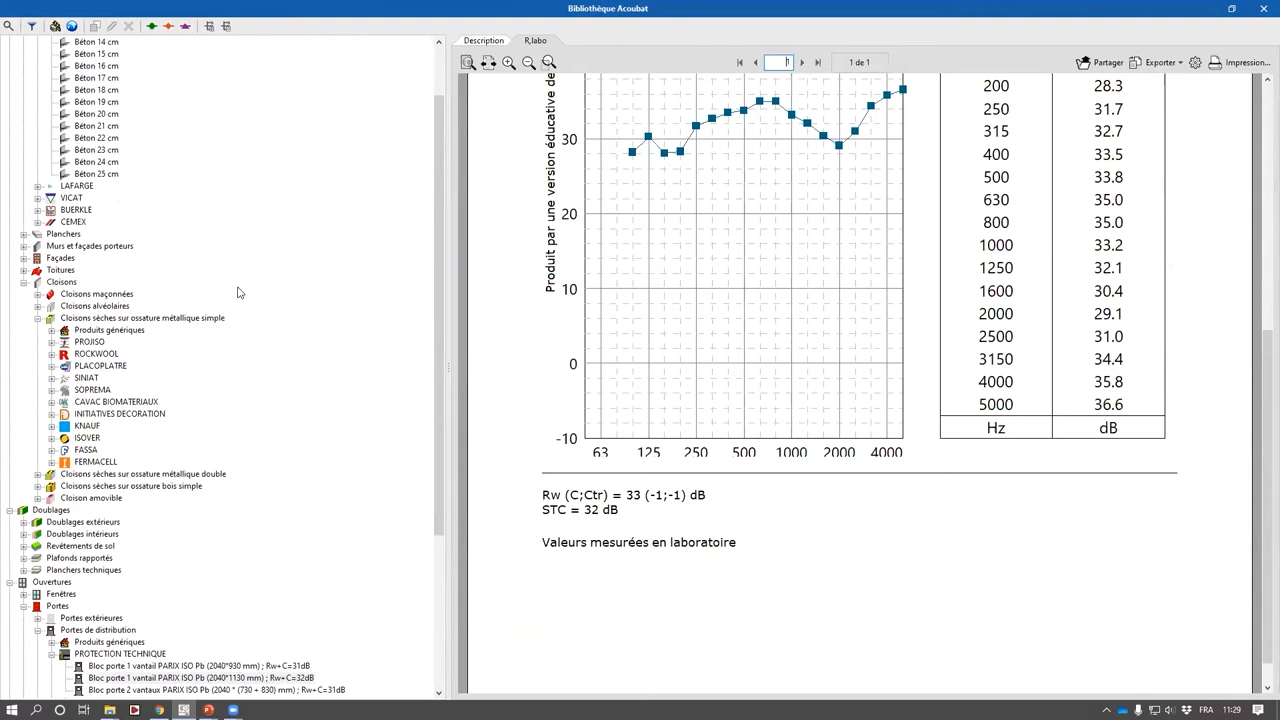 Bibliothèque Acoubat
Description
R,labo
1
1 de 1
Partager
Exporter
Impression...
Béton 14 cm
Béton 15 cm
Béton 16 cm
Béton 17 cm
Béton 18 cm
Béton 19 cm
Béton 20 cm
Béton 21 cm
Béton 22 cm
Béton 23 cm
Béton 24 cm
Béton 25 cm
LAFARGE
VICAT
BUERKLE
CEMEX
Planchers
Murs et façades porteurs
Façades
Toitures
Cloisons
Cloisons maçonnées
Cloisons alvéolaires
Cloisons sèches sur ossature métallique simple
Produits génériques
PROJISO
ROCKWOOL
PLACOPLATRE
SINIAT
SOPREMA
CAVAC BIOMATERIAUX
INITIATIVES DECORATION
KNAUF
ISOVER
FASSA
FERMACELL
Cloisons sèches sur ossature métallique double
Cloisons sèches sur ossature bois simple
Cloison amovible
Doublages
Doublages extérieurs
Doublages intérieurs
Revêtements de sol
Plafonds rapportés
Planchers techniques
Ouvertures
Fenêtres
Portes
Portes extérieures
Portes de distribution
Produits génériques
PROTECTION TECHNIQUE
Bloc porte 1 vantail PARIX ISO Pb (2040*930 mm) ; Rw+C=31dB
Bloc porte 1 vantail PARIX ISO Pb (2040*1130 mm) ; Rw+C=32dB
Bloc porte 2 vantaux PARIX ISO Pb (2040 * (730 + 830) mm) ; Rw+C=31dB
Produit par une version éducative de
30
20
10
0
-10
63 125 250 500 1000 2000 4000
200 28.3
250 31.7
315 32.7
400 33.5
500 33.8
630 35.0
800 35.0
1000 33.2
1250 32.1
1600 30.4
2000 29.1
2500 31.0
3150 34.4
4000 35.8
5000 36.6
Hz dB
Rw (C;Ctr) = 33 (-1;-1) dB
STC = 32 dB
Valeurs mesurées en laboratoire
FRA 11:29